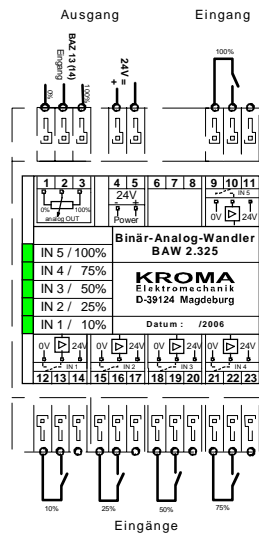 Ausgang Eingang
BAZ 13 (14)
Eingang
0%
100%
24V =
+ -
100%
1 2 3 4 5 6 7 8 9 10 11
0% 100%
analog OUT
24V
- +
Power
IN 5
0V 24V
Binär-Analog-Wandler
BAW 2.325
IN 5 / 100%
IN 4 / 75%
IN 3 / 50%
IN 2 / 25%
IN 1 / 10%
KROMA
Elektromechanik
D-39124 Magdeburg
Datum : /2006
0V 24V 0V 24V 0V 24V 0V 24V
IN 1 IN 2 IN 3 IN 4
12 13 14 15 16 17 18 19 20 21 22 23
10% 25% 50% 75%
Eingänge